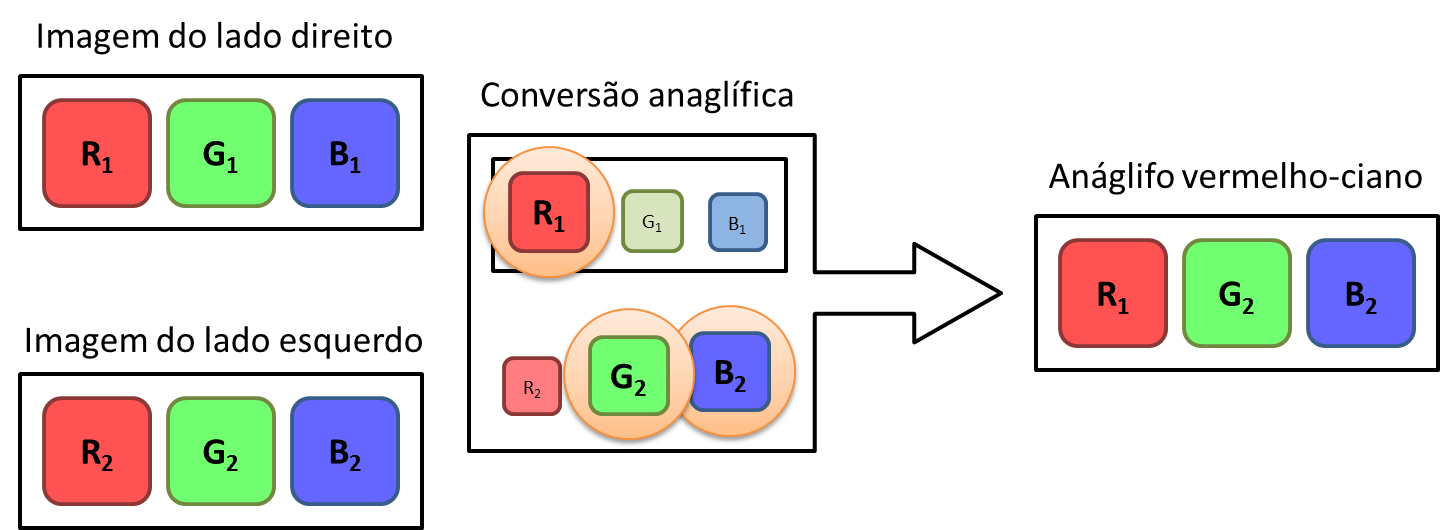 Imagem do lado direito
R₁ G₁ B₁
Imagem do lado esquerdo
R₂ G₂ B₂
Conversão anaglífica
R₁ G₁ B₁
R₂ G₂ B₂
Anáglifo vermelho-ciano
R₁ G₂ B₂